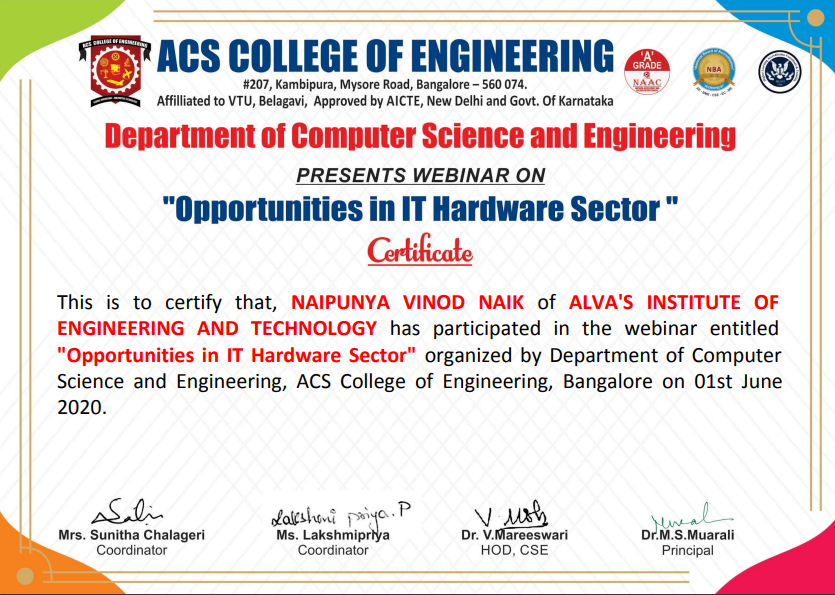 ACS COLLEGE OF ENGINEERING
ACS COLLEGE OF ENGINEERING
#207, Kambipura, Mysore Road, Bangalore – 560 074.
Affilliated to VTU, Belagavi, Approved by AICTE, New Delhi and Govt. Of Karnataka
'A'
GRADE
NAAC
NBA
Department of Computer Science and Engineering
PRESENTS WEBINAR ON
"Opportunities in IT Hardware Sector "
Certificate
This is to certify that, NAIPUNYA VINOD NAIK of ALVA'S INSTITUTE OF
ENGINEERING AND TECHNOLOGY has participated in the webinar entitled
"Opportunities in IT Hardware Sector" organized by Department of Computer
Science and Engineering, ACS College of Engineering, Bangalore on 01st June
2020.
Lakshmi priya.P
Mrs. Sunitha Chalageri Ms. Lakshmipriya Dr. V.Mareeswari Dr.M.S.Muarali
Coordinator Coordinator HOD, CSE Principal